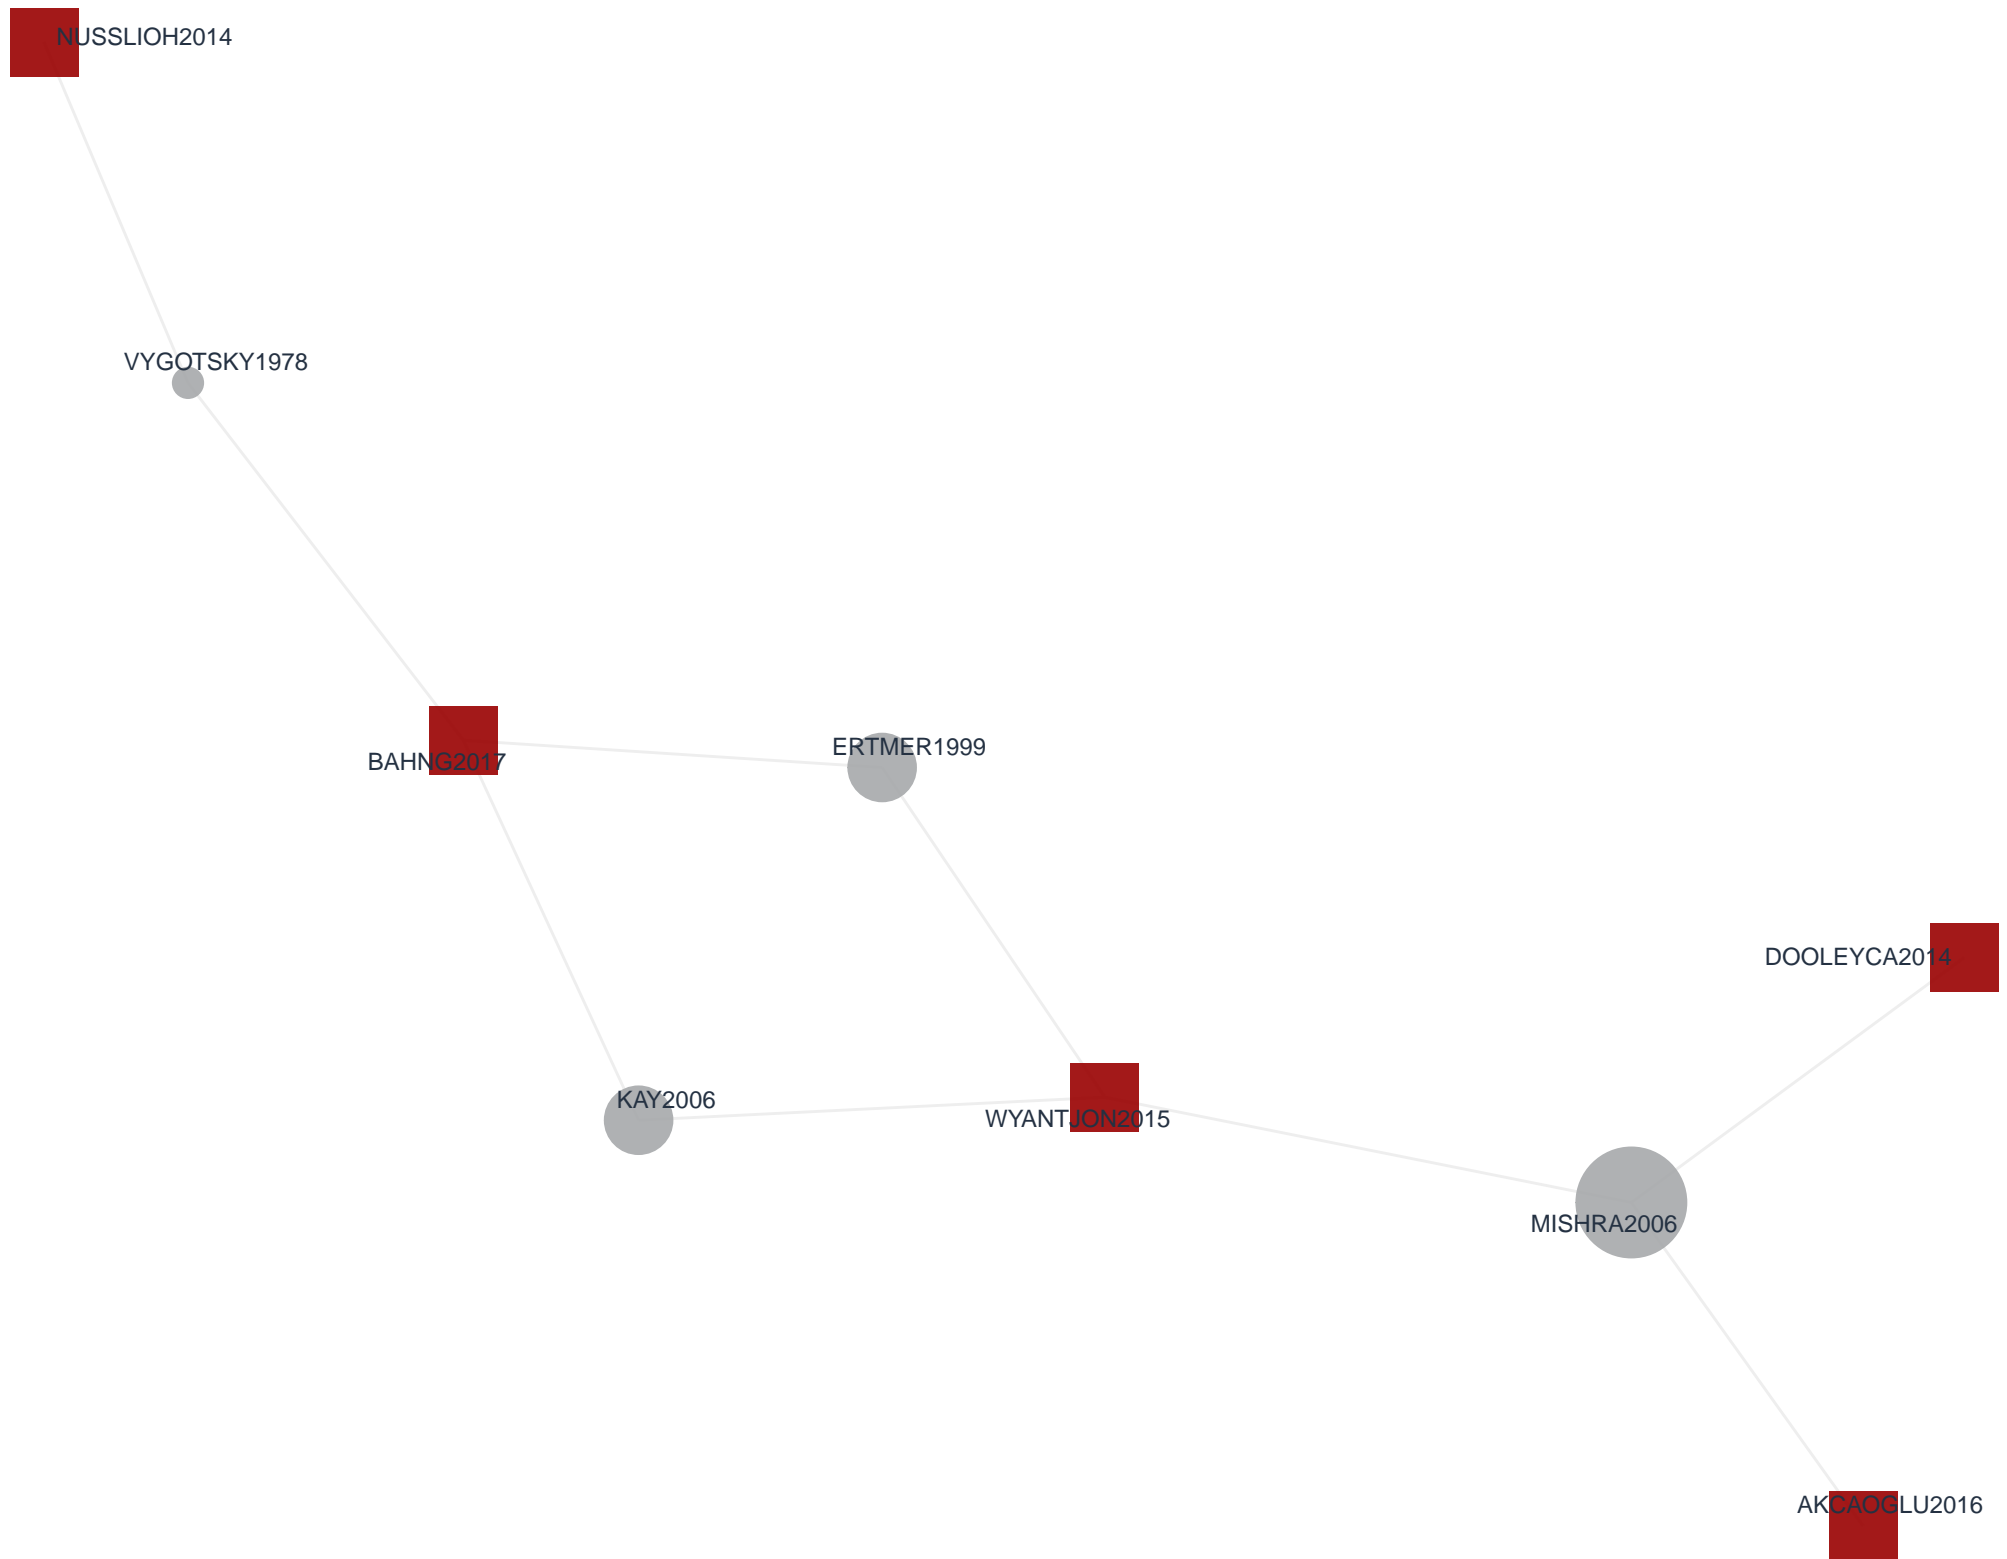 NUSSLIOH2014
VYGOTSKY1978
ERTMER1999
BAHNG2017
DOOLEYCA2014
KAY2006
WYANTJON2015
MISHRA2006
AKCAOGLU2016